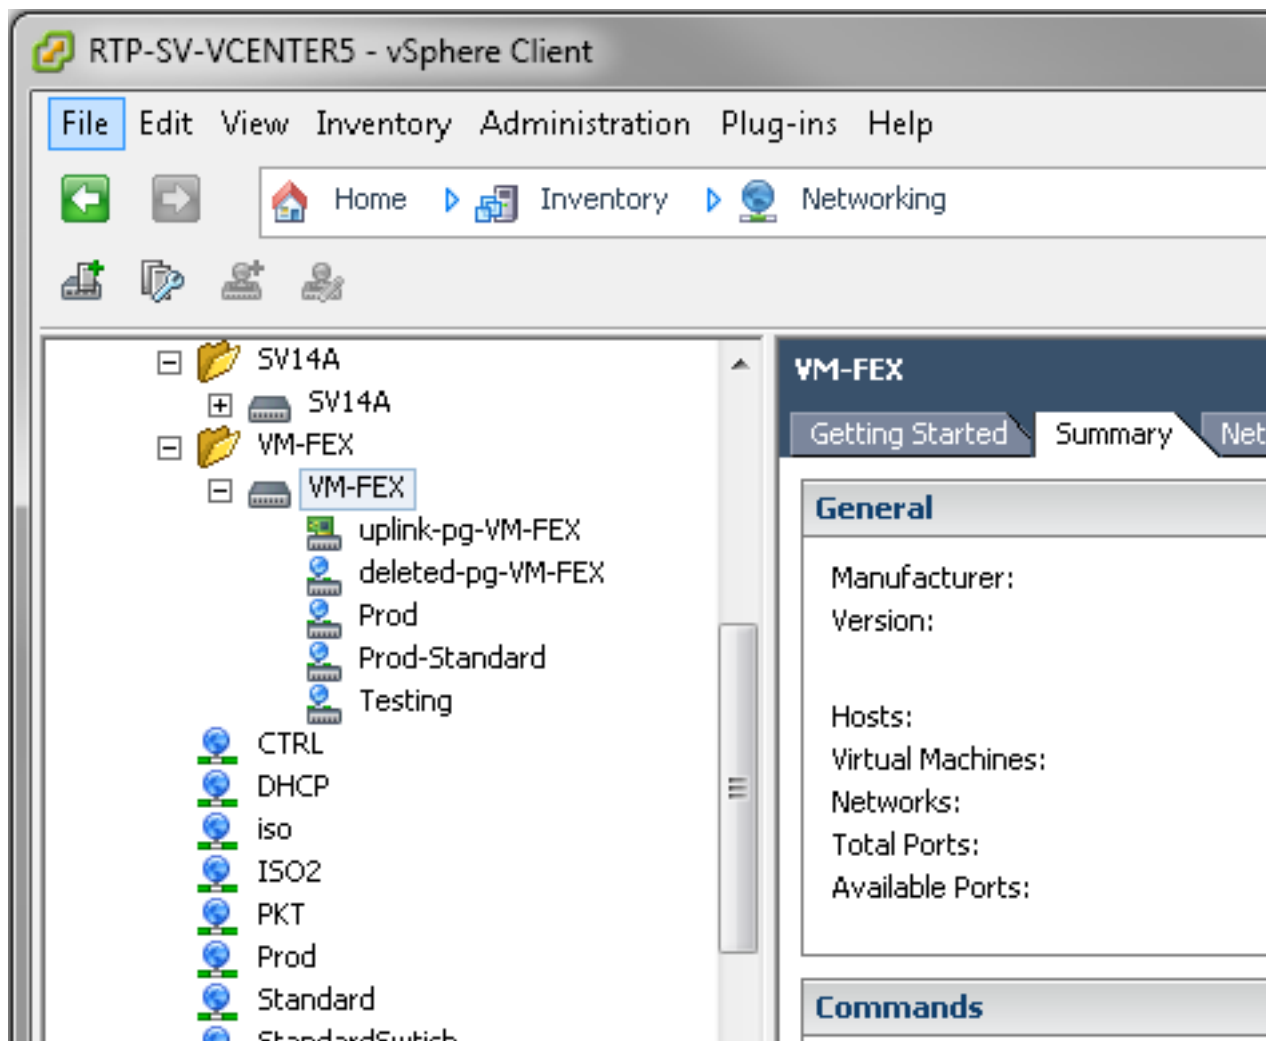 RTP-SV-VCENTER5 - vSphere Client
File Edit View Inventory Administration Plug-ins Help
Home Inventory Networking
SV14A
SV14A
VM-FEX
VM-FEX
uplink-pg-VM-FEX
deleted-pg-VM-FEX
Prod
Prod-Standard
Testing
CTRL
DHCP
iso
ISO2
PKT
Prod
Standard
StandardSwtich
VM-FEX
Getting Started Summary Net
General
Manufacturer:
Version:
Hosts:
Virtual Machines:
Networks:
Total Ports:
Available Ports:
Commands